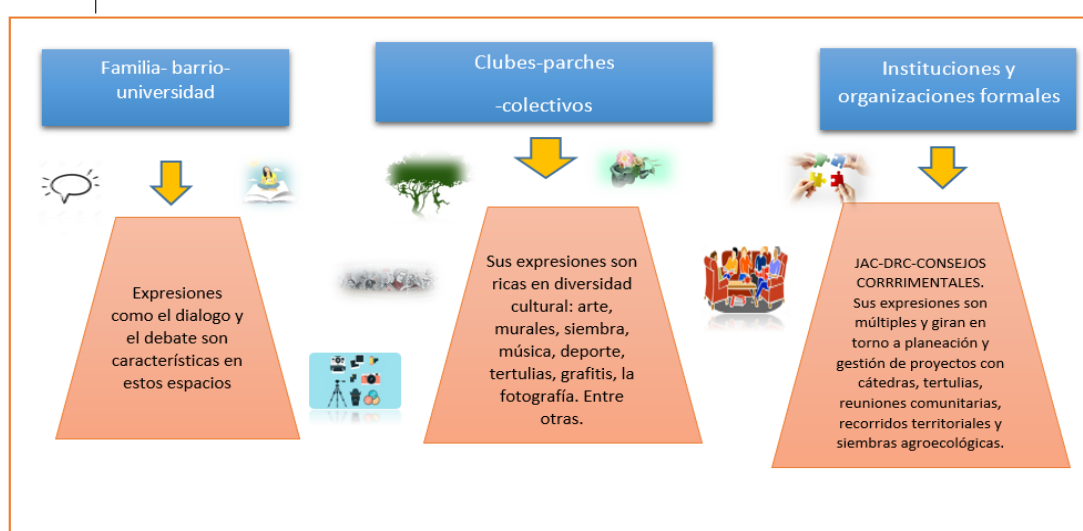 Familia- barrio-
universidad
Clubes-parches
-colectivos
Instituciones y
organizaciones formales
Expresiones
como el dialogo y
el debate son
características en
estos espacios
Sus expresiones son
ricas en diversidad
cultural: arte,
murales, siembra,
música, deporte,
tertulias, grafitis, la
fotografía. Entre
otras.
JAC-DRC-CONSEJOS
CORRRIMENTALES.
Sus expresiones son
múltiples y giran en
torno a planeación y
gestión de proyectos con
cátedras, tertulias,
reuniones comunitarias,
recorridos territoriales y
siembras agroecológicas.